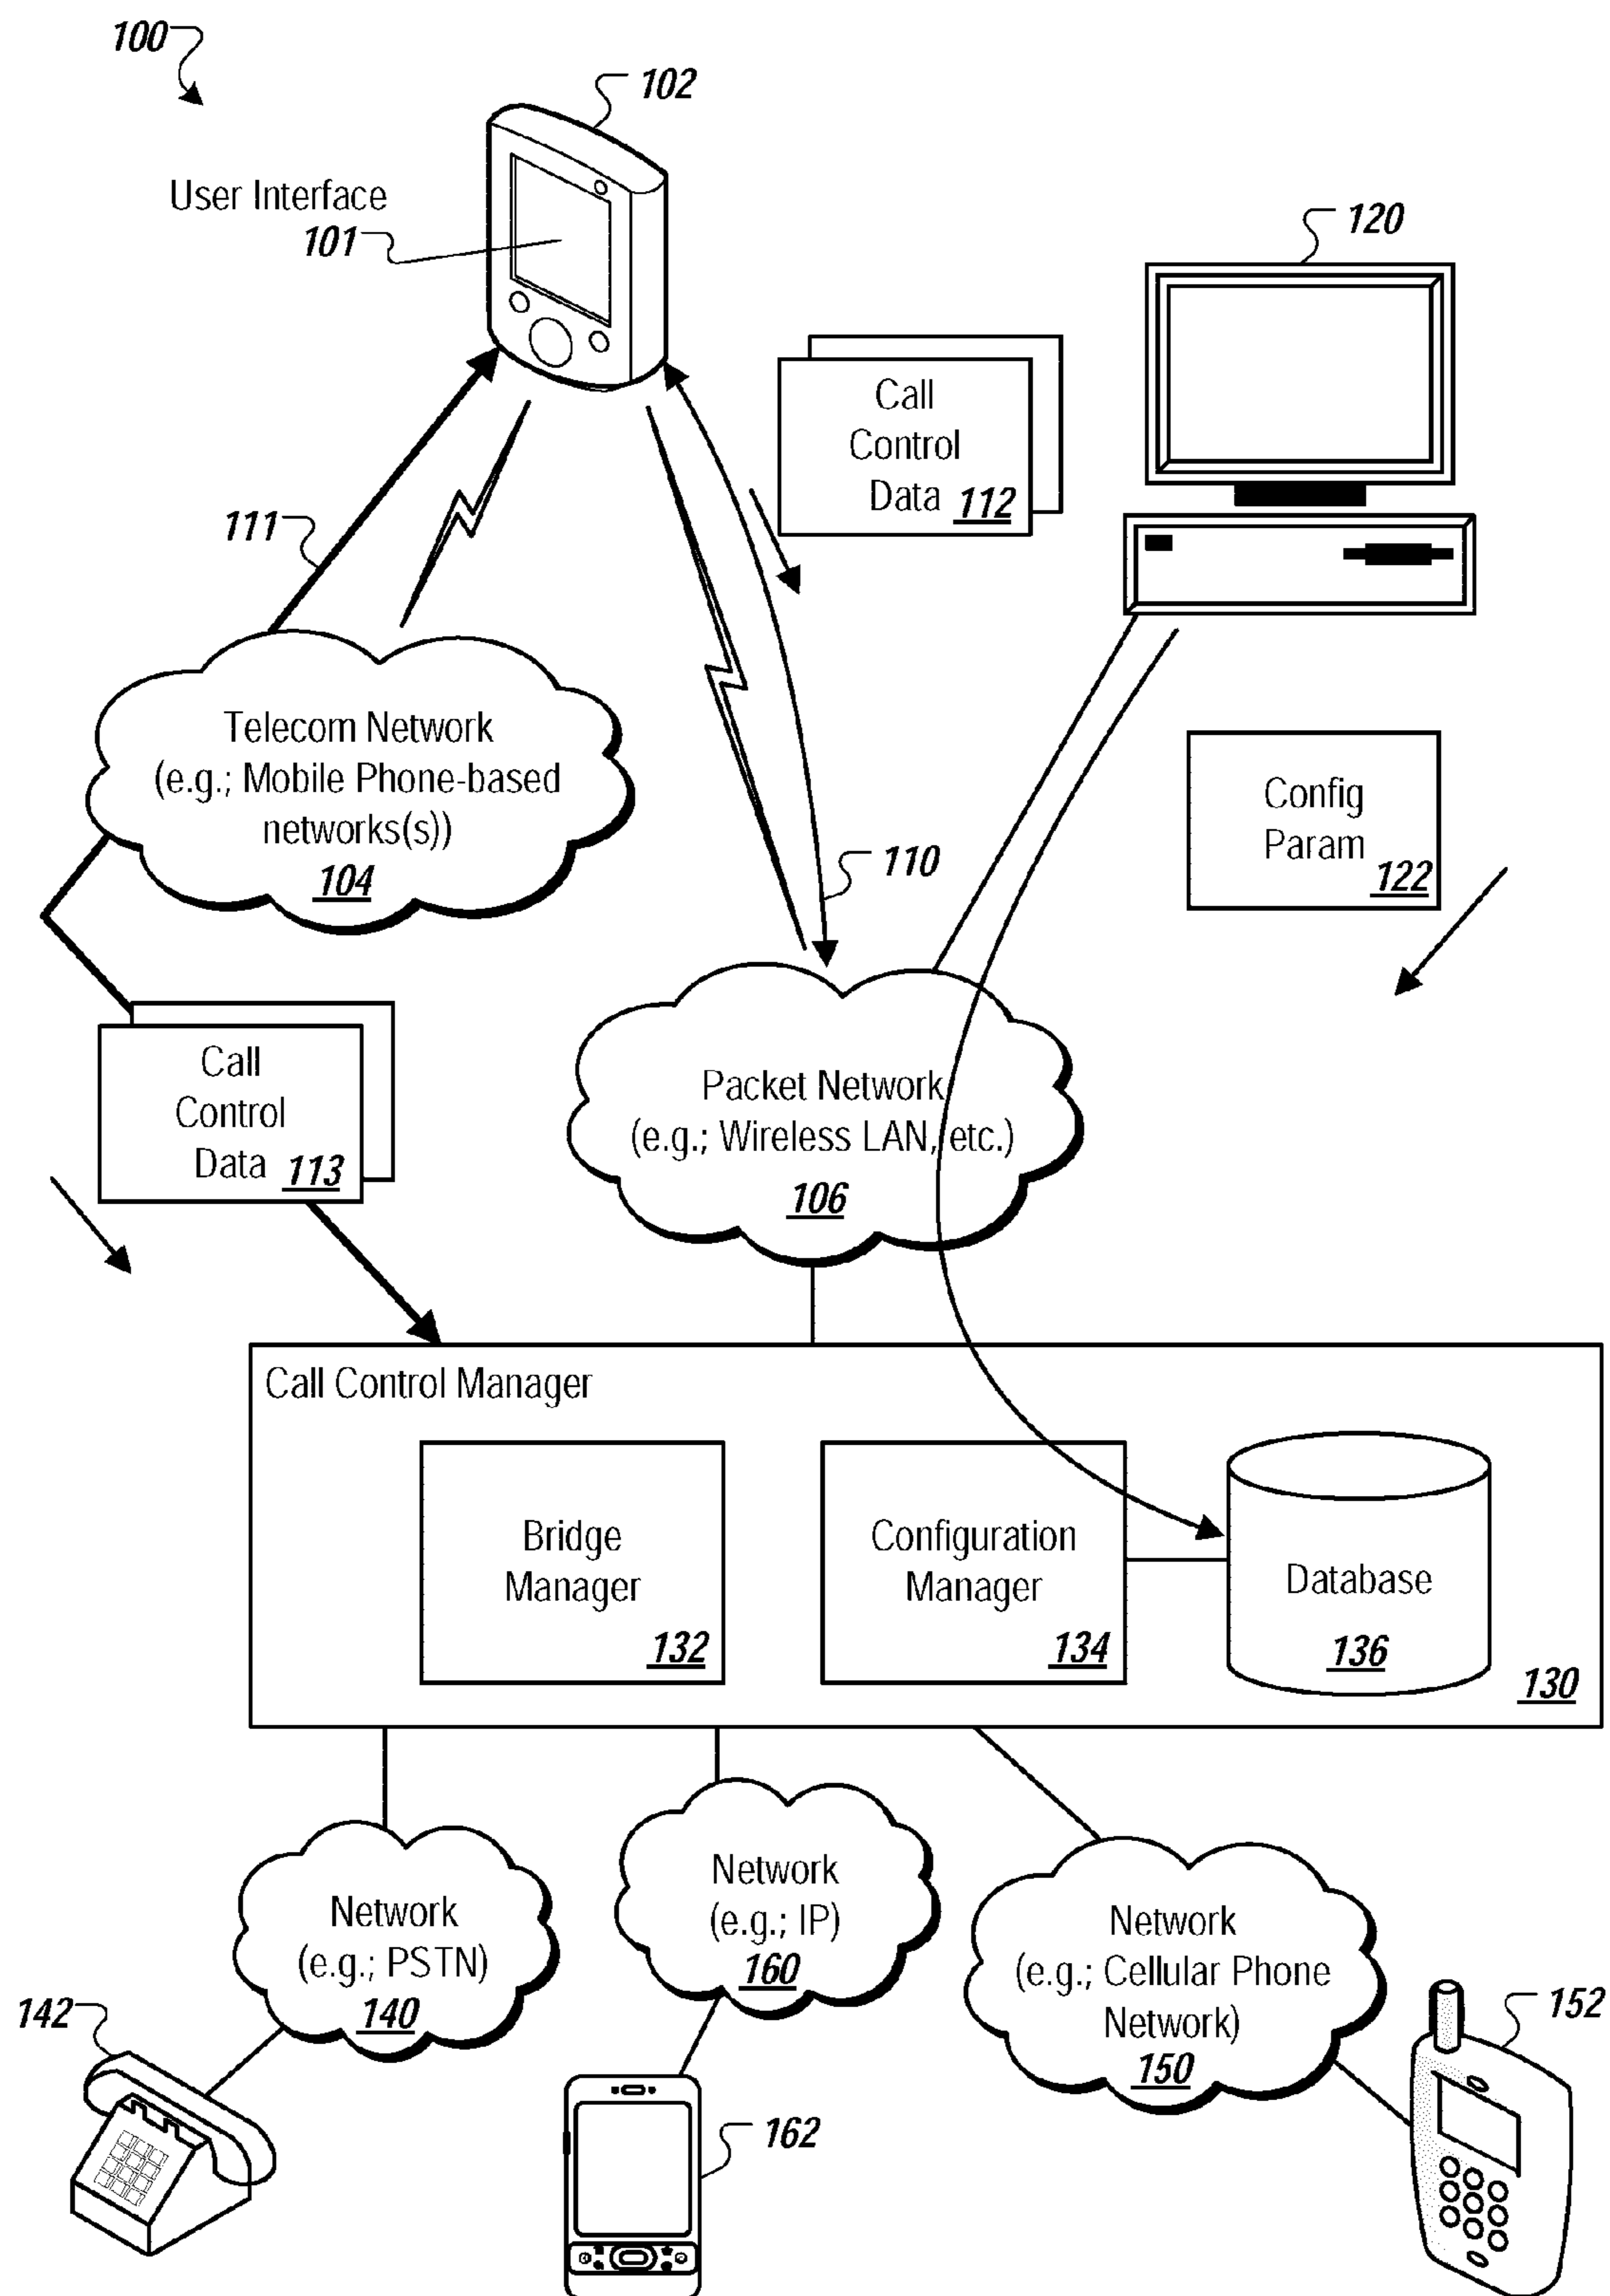 100
102
User Interface
101
120
Call
Control
Data 112
111
Telecom Network
(e.g.; Mobile Phone-based
networks(s))
104
Config
Param
122
110
Call
Control
Data 113
Packet Network
(e.g.; Wireless LAN, etc.)
106
Call Control Manager
Bridge
Manager
132
Configuration
Manager
134
Database
136
130
Network
(e.g.; PSTN)
140
Network
(e.g.; IP)
160
Network
(e.g.; Cellular Phone
Network)
150
142
162
152